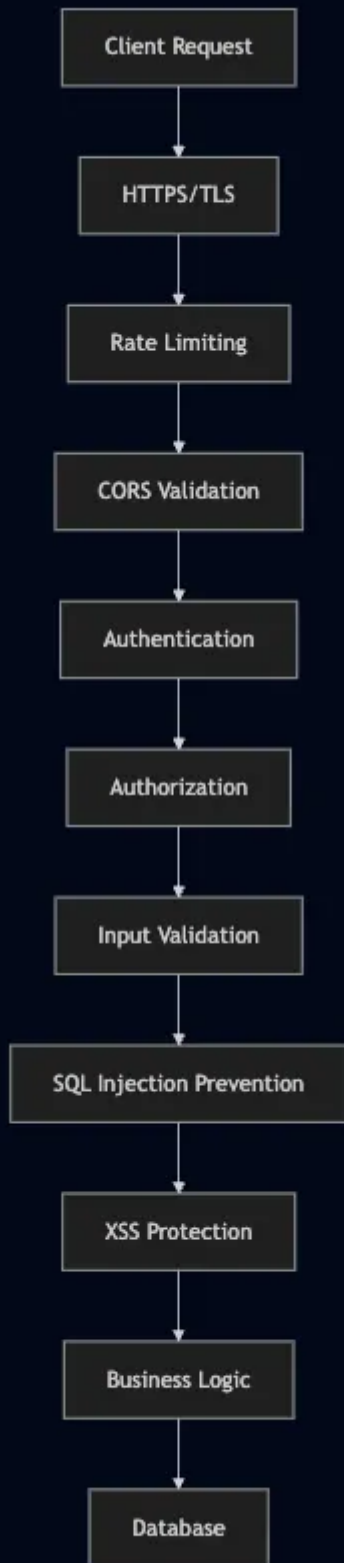 Client Request
HTTPS/TLS
Rate Limiting
CORS Validation
Authentication
Authorization
Input Validation
SQL Injection Prevention
XSS Protection
Business Logic
Database